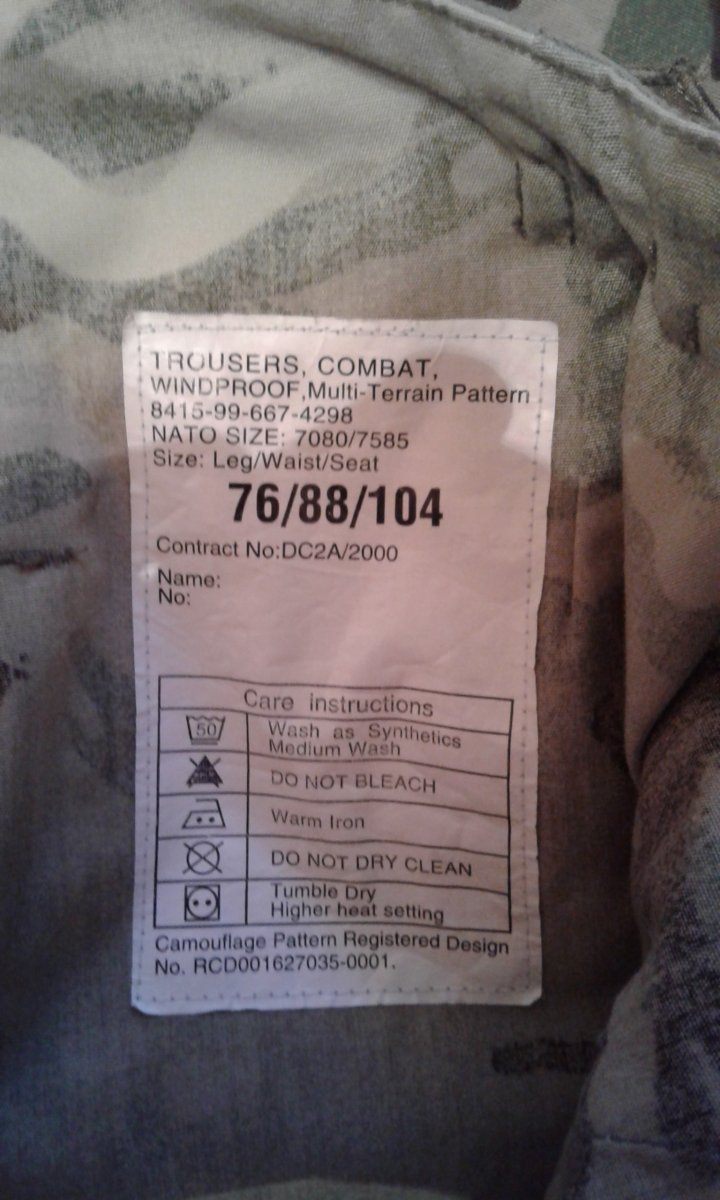 TROUSERS, COMBAT,
WINDPROOF,Multi-Terrain Pattern
8415-99-667-4298
NATO SIZE: 7080/7585
Size: Leg/Waist/Seat
76/88/104
Contract No:DC2A/2000
Name:
No:
Care instructions
50
Wash as Synthetics
Medium Wash
DO NOT BLEACH
Warm Iron
DO NOT DRY CLEAN
Tumble Dry
Higher heat setting
Camouflage Pattern Registered Design
No. RCD001627035-0001.